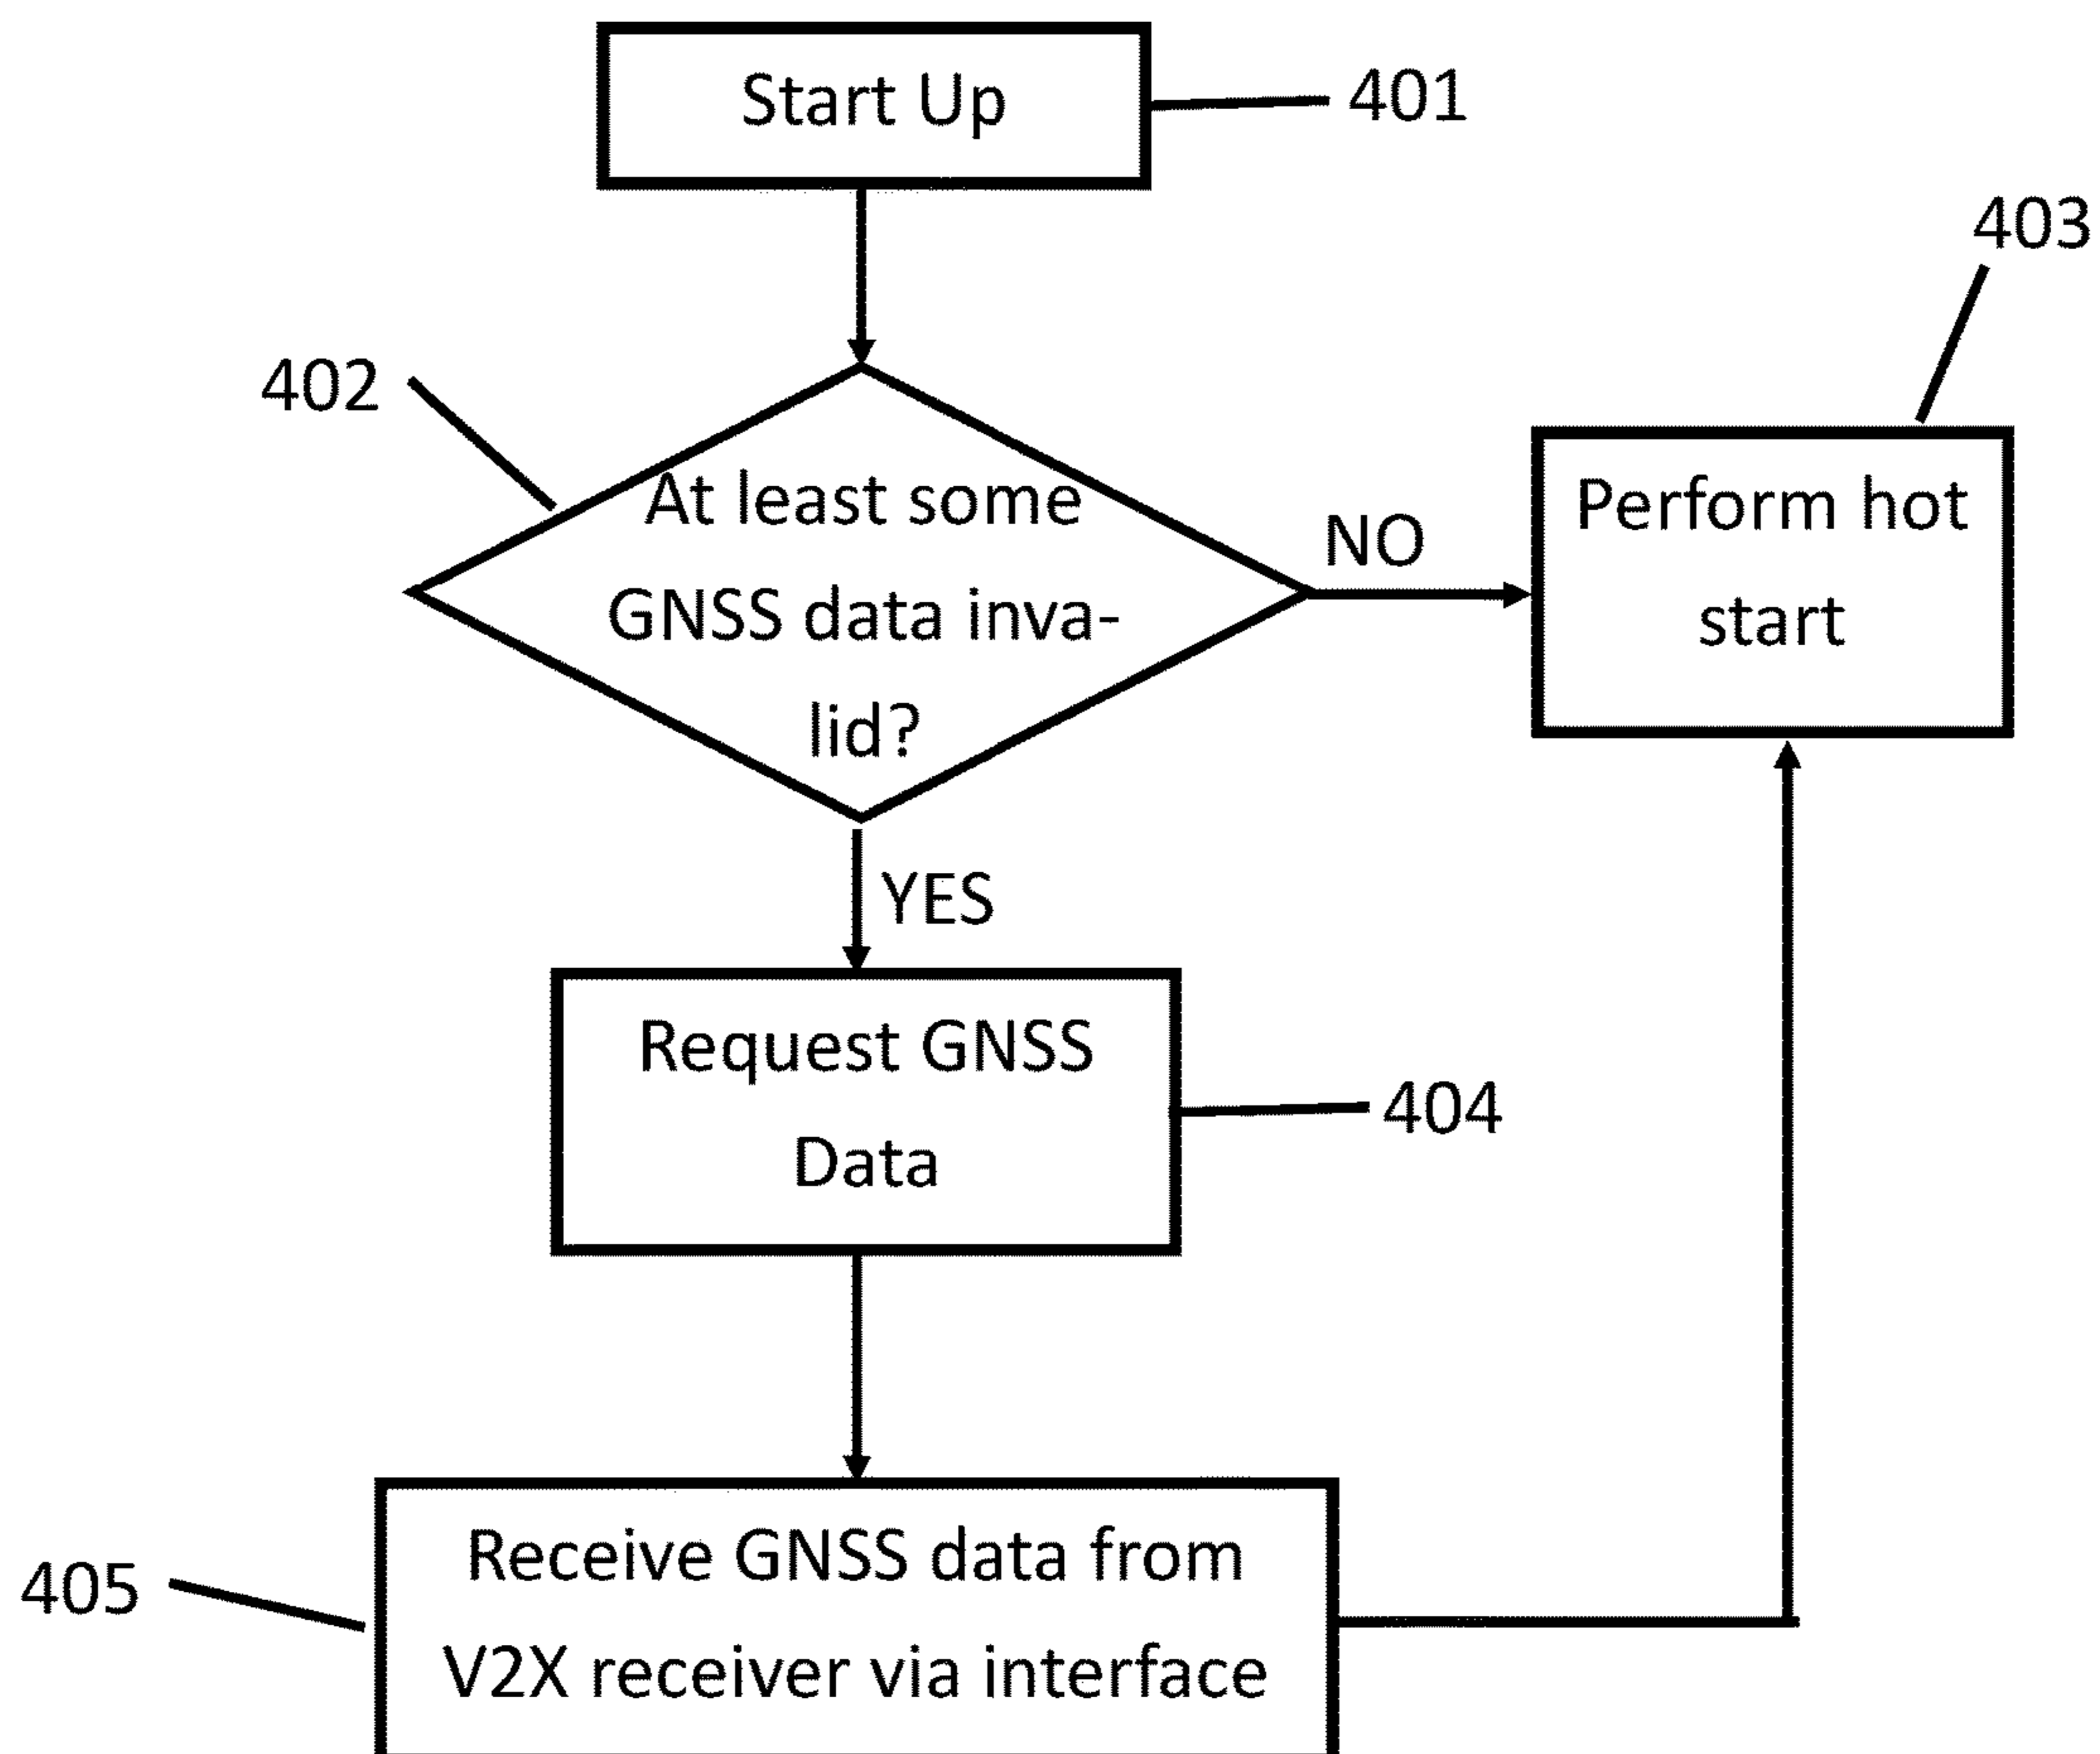 Start Up
401
403
402
At least some
GNSS data inva-
lid?
NO
Perform hot
start
YES
Request GNSS
Data
404
405
Receive GNSS data from
V2X receiver via interface